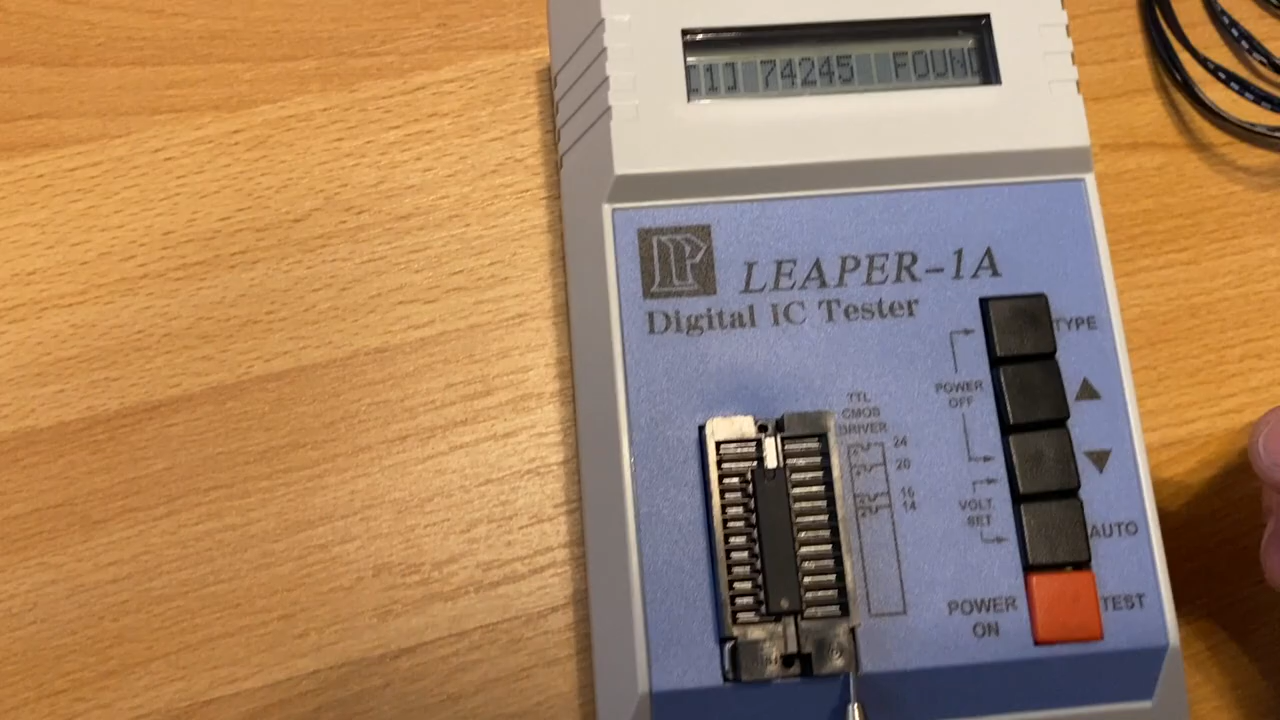 [1] 74245 FOUND
LP
LEAPER-1A
Digital IC Tester
TYPE
POWER
OFF
TTL
CMOS
DRIVER
24
20
16
14
VOLT.
SET
AUTO
POWER
ON
TEST